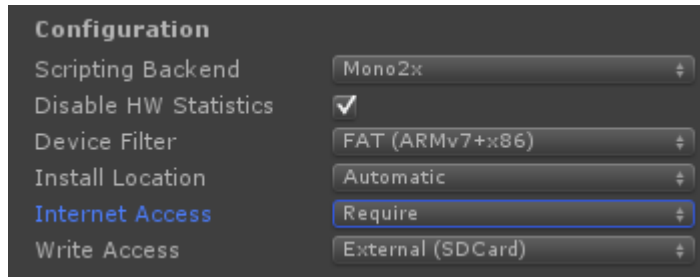 Configuration
Scripting Backend Mono2x
Disable HW Statistics
Device Filter FAT (ARMv7+x86)
Install Location Automatic
Internet Access Require
Write Access External (SDCard)